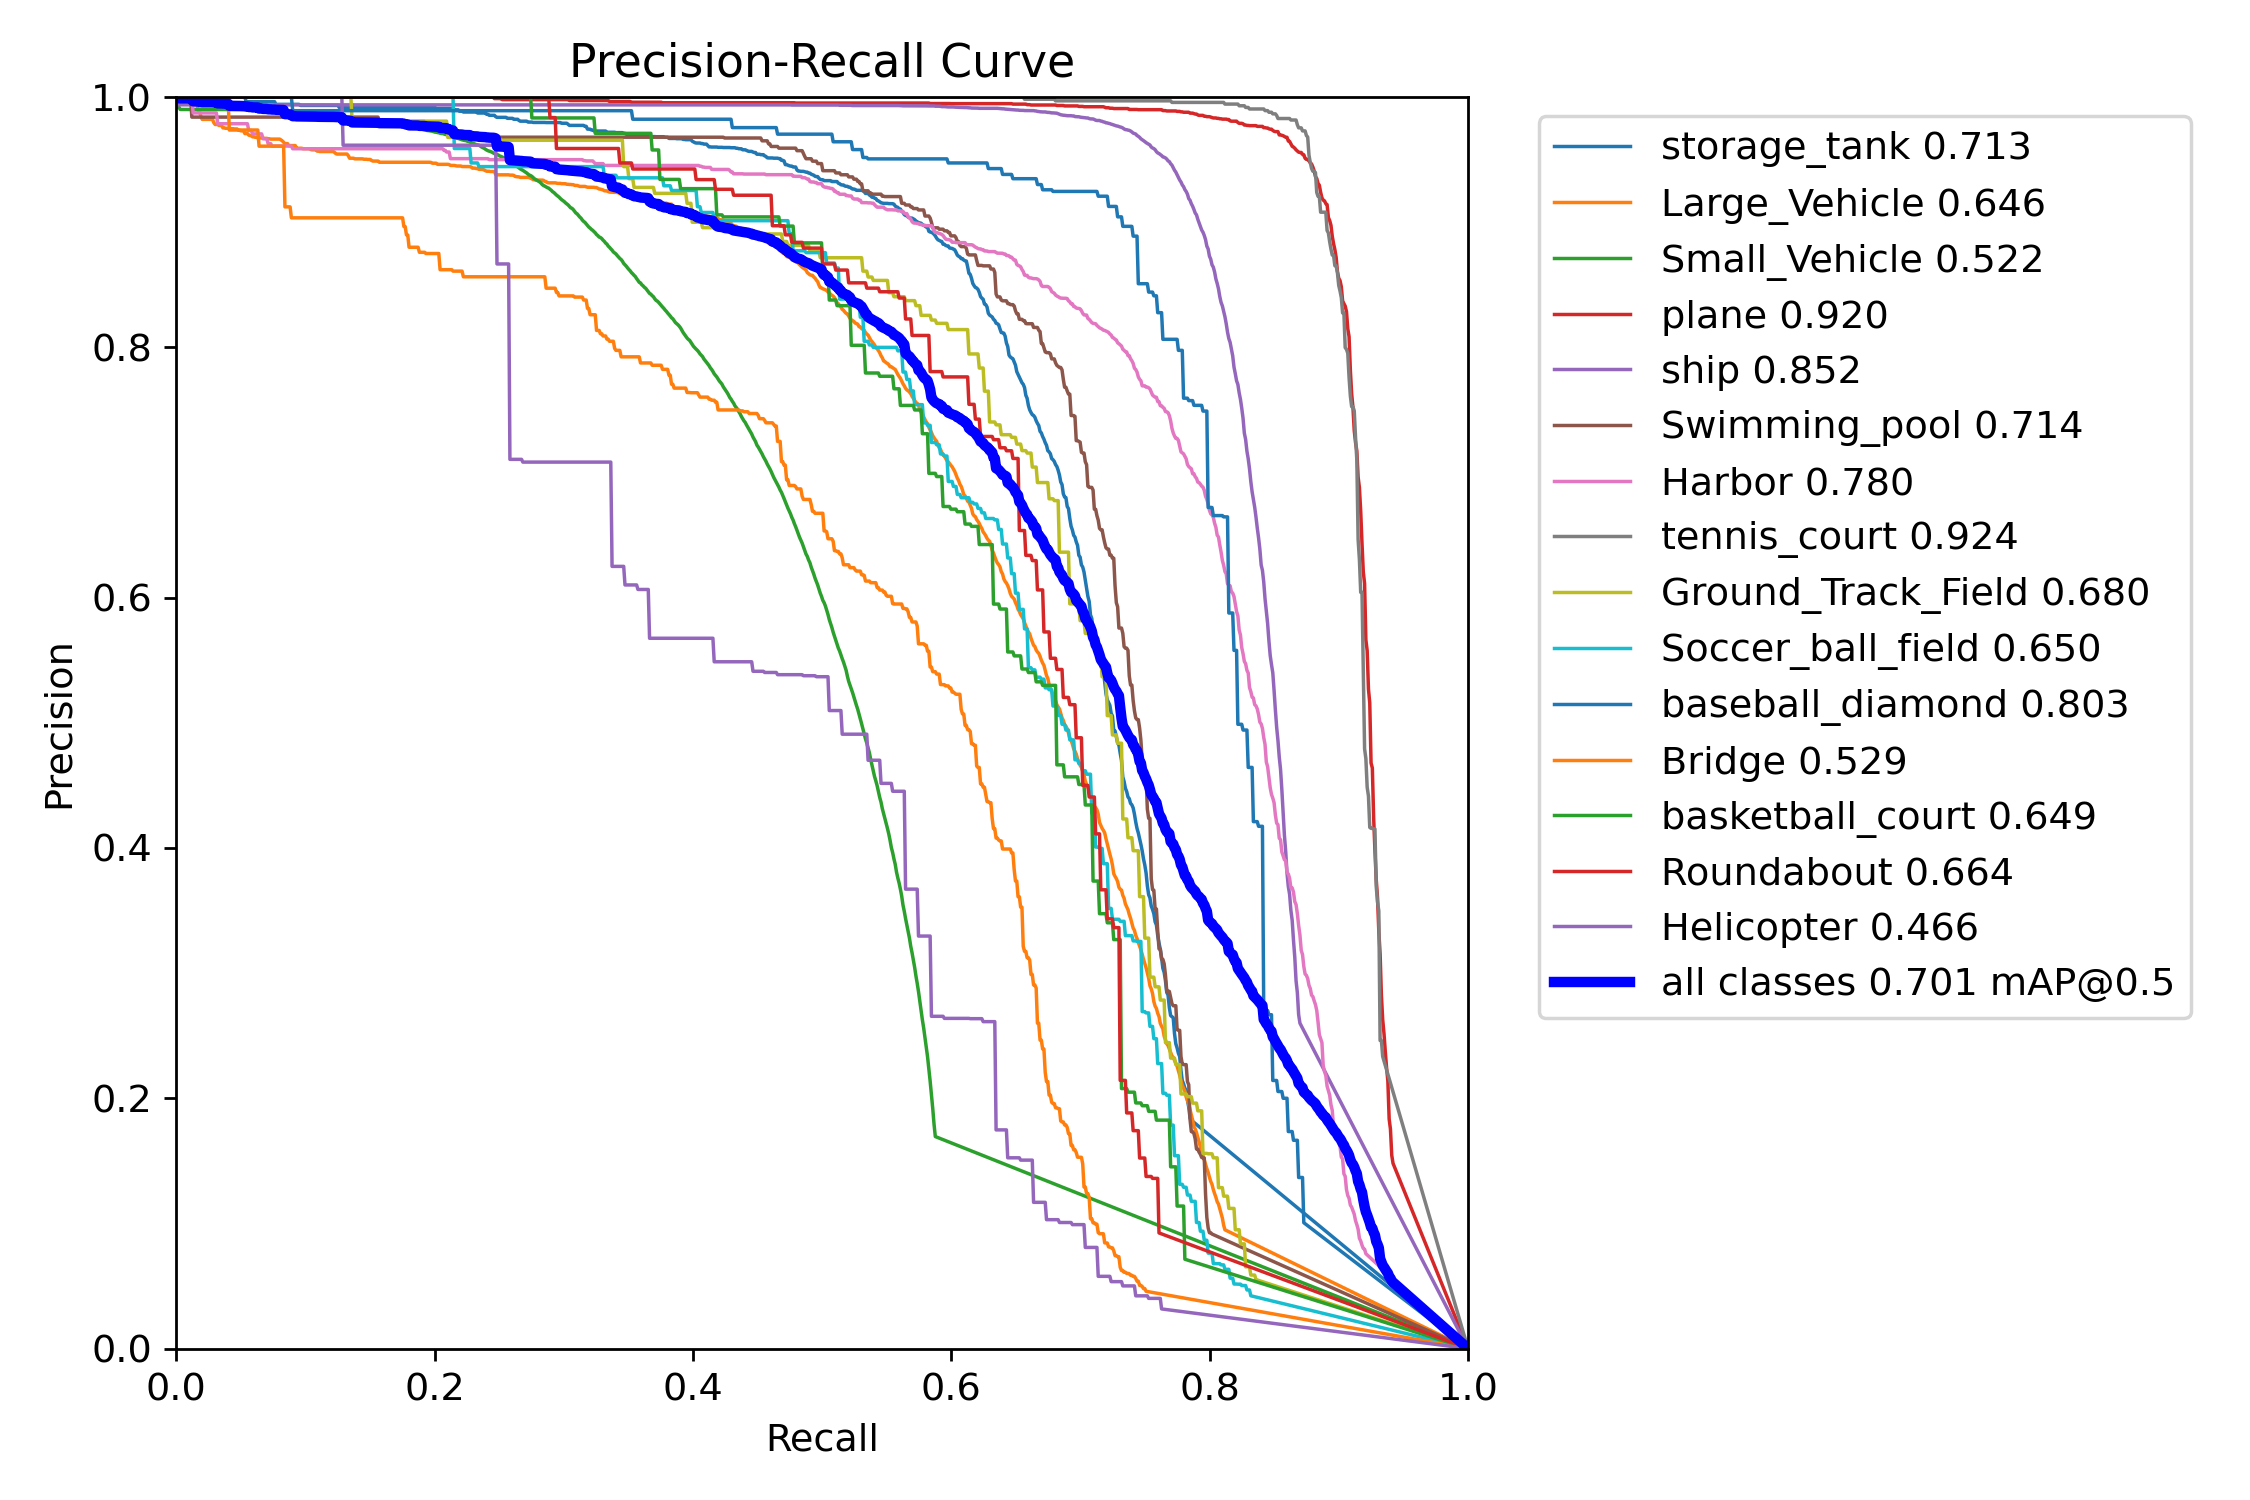 Precision-Recall Curve
1.0
0.8
0.6
0.4
0.2
0.0
Precision
0.0 0.2 0.4 0.6 0.8 1.0
Recall
storage_tank 0.713
Large_Vehicle 0.646
Small_Vehicle 0.522
plane 0.920
ship 0.852
Swimming_pool 0.714
Harbor 0.780
tennis_court 0.924
Ground_Track_Field 0.680
Soccer_ball_field 0.650
baseball_diamond 0.803
Bridge 0.529
basketball_court 0.649
Roundabout 0.664
Helicopter 0.466
all classes 0.701 mAP@0.5